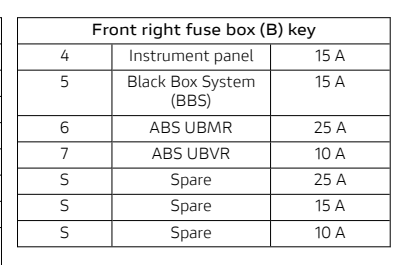 Front right fuse box (B) key
4 Instrument panel 15 A
5 Black Box System 15 A
(BBS)
6 ABS UBMR 25 A
7 ABS UBVR 10 A
S Spare 25 A
S Spare 15 A
S Spare 10 A